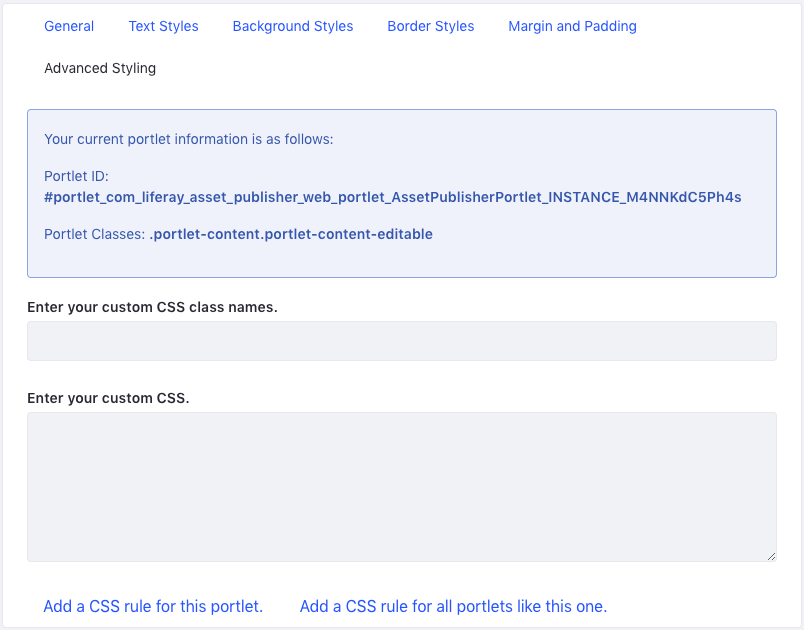 General Text Styles Background Styles Border Styles Margin and Padding
Advanced Styling
Your current portlet information is as follows:
Portlet ID:
#portlet_com_liferay_asset_publisher_web_portlet_AssetPublisherPortlet_INSTANCE_M4NNKdC5Ph4s
Portlet Classes: .portlet-content.portlet-content-editable
Enter your custom CSS class names.
Enter your custom CSS.
Add a CSS rule for this portlet. Add a CSS rule for all portlets like this one.